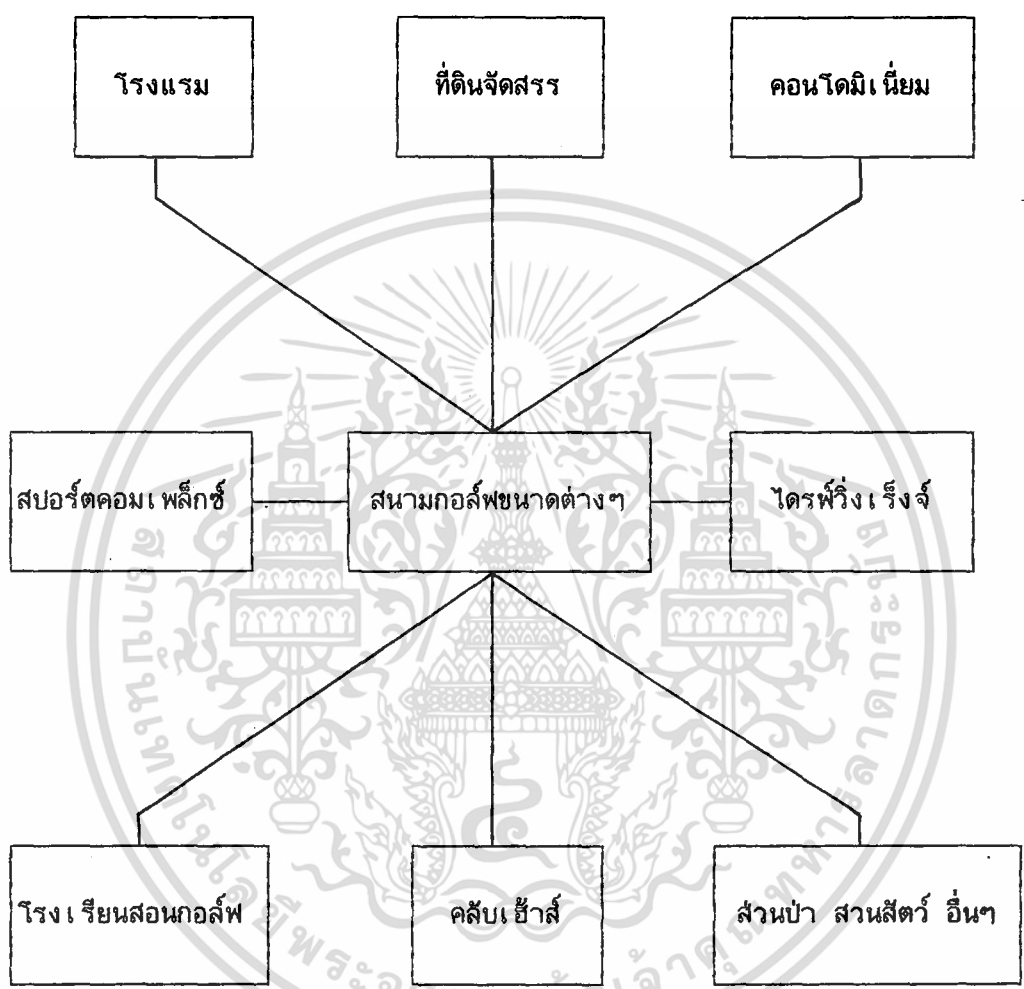 โรงแรม
ที่ดินจัดสรร
คอนโดมิเนี่ยม
สปอร์ตคอมเพล็กซ์
สนามกอล์ฟขนาดต่างๆ
ไดรพ์วิ่งเร็งจ์
โรงเรียนสอนกอล์ฟ
คลับเฮ้าส์
ส่วนป่า สวนสัตว์ อื่นๆ